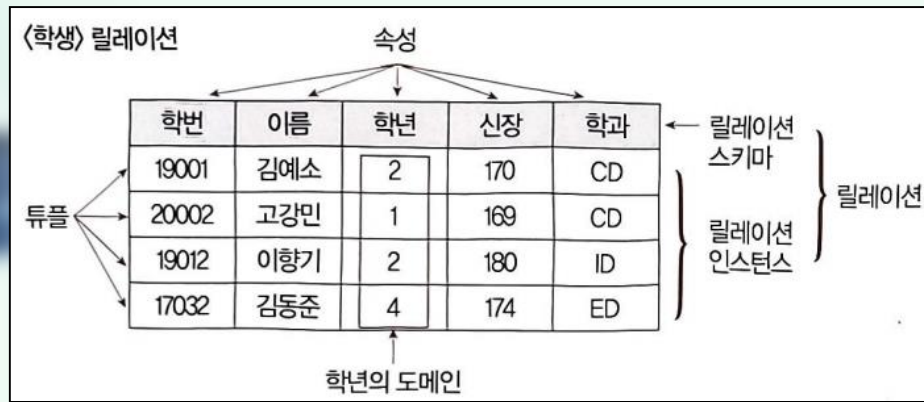 〈학생〉 릴레이션
속성
학번 이름 학년 신장 학과
릴레이션
스키마
19001 김예소 2 170 CD
20002 고강민 1 169 CD
19012 이향기 2 180 ID
17032 김동준 4 174 ED
튜플
릴레이션
인스턴스
릴레이션
학년의 도메인